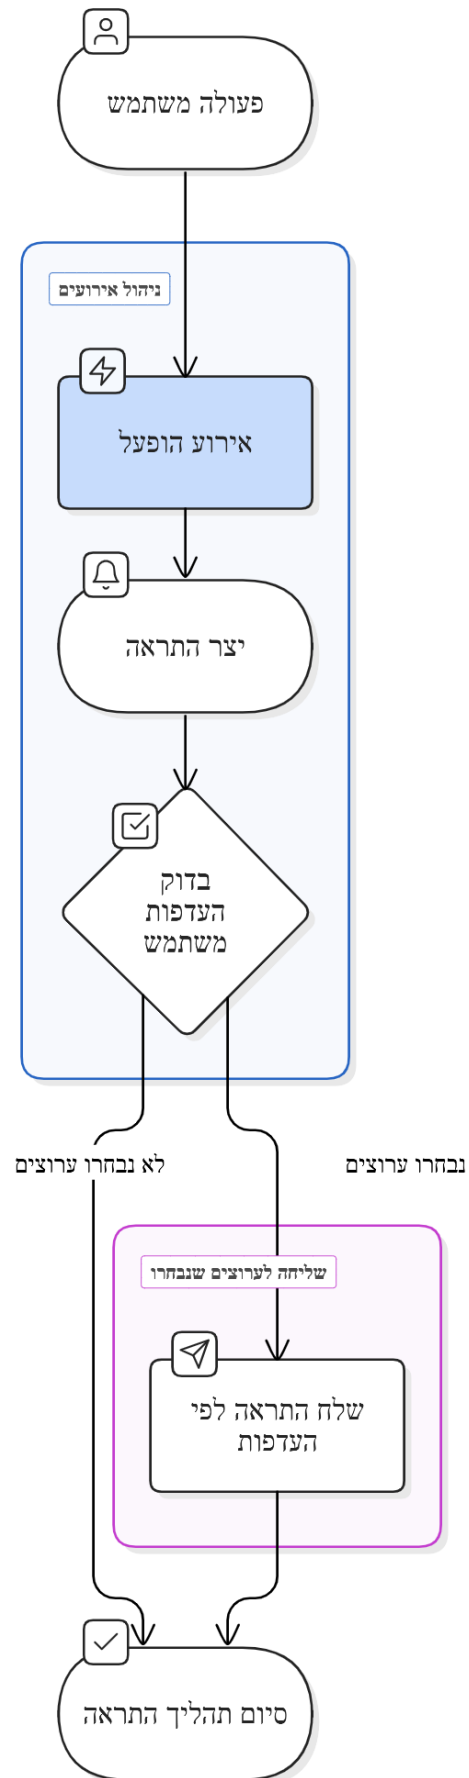 פעולה משתמש
ניהול אירועים
אירוע הופעל
יצר התראה
בדוק
העדפות
משתמש
לא נבחרו ערוצים
נבחרו ערוצים
שליחה לערוצים שנבחרו
שלח התראה לפי
העדפות
סיום תהליך התראה